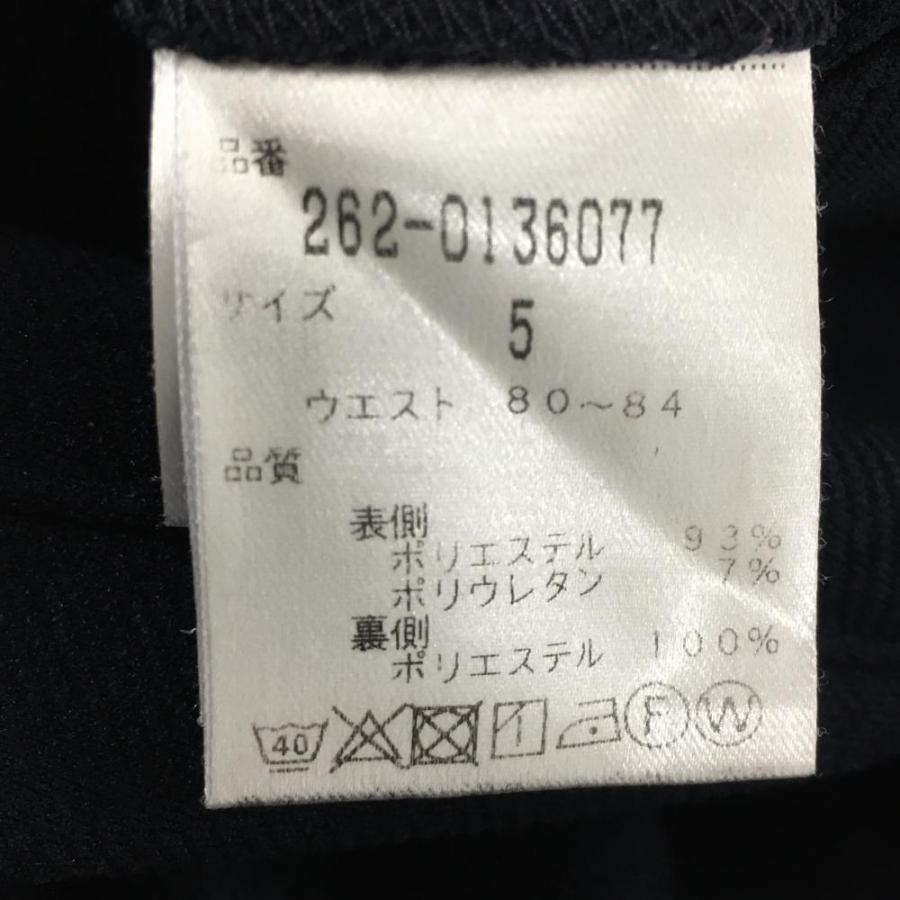 品番
262-0136077
サイズ 5
ウエスト 80～84
品質
表側
ポリエステル 93%
ポリウレタン 7%
裏側
ポリエステル 100%
40 F W